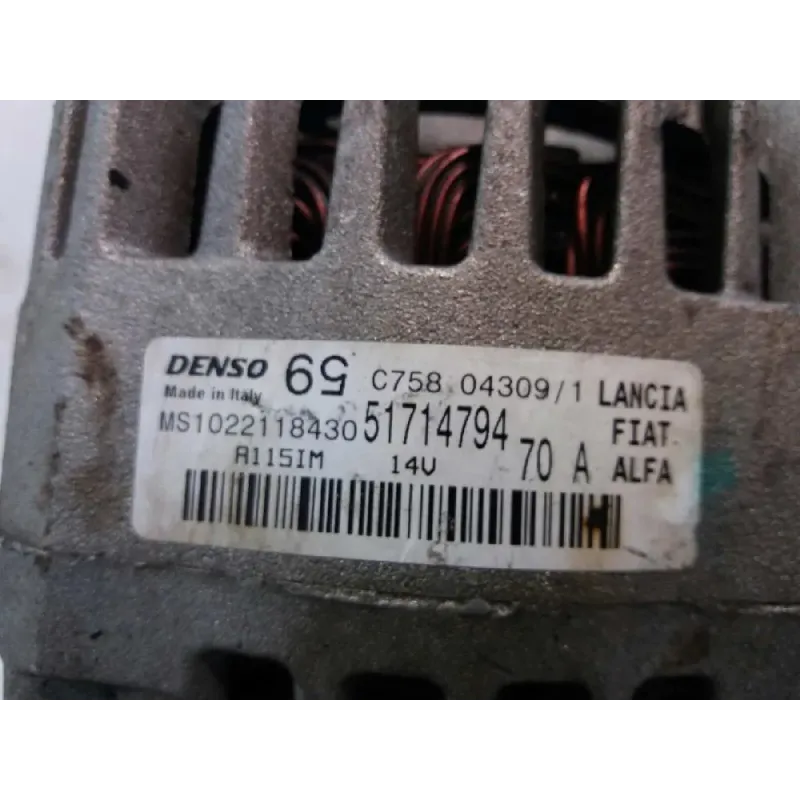 DENSO 59 C758 04309/1 LANCIA
Made in Italy
MS1022118430 51714794 FIAT
A115IM 14V 70 A ALFA